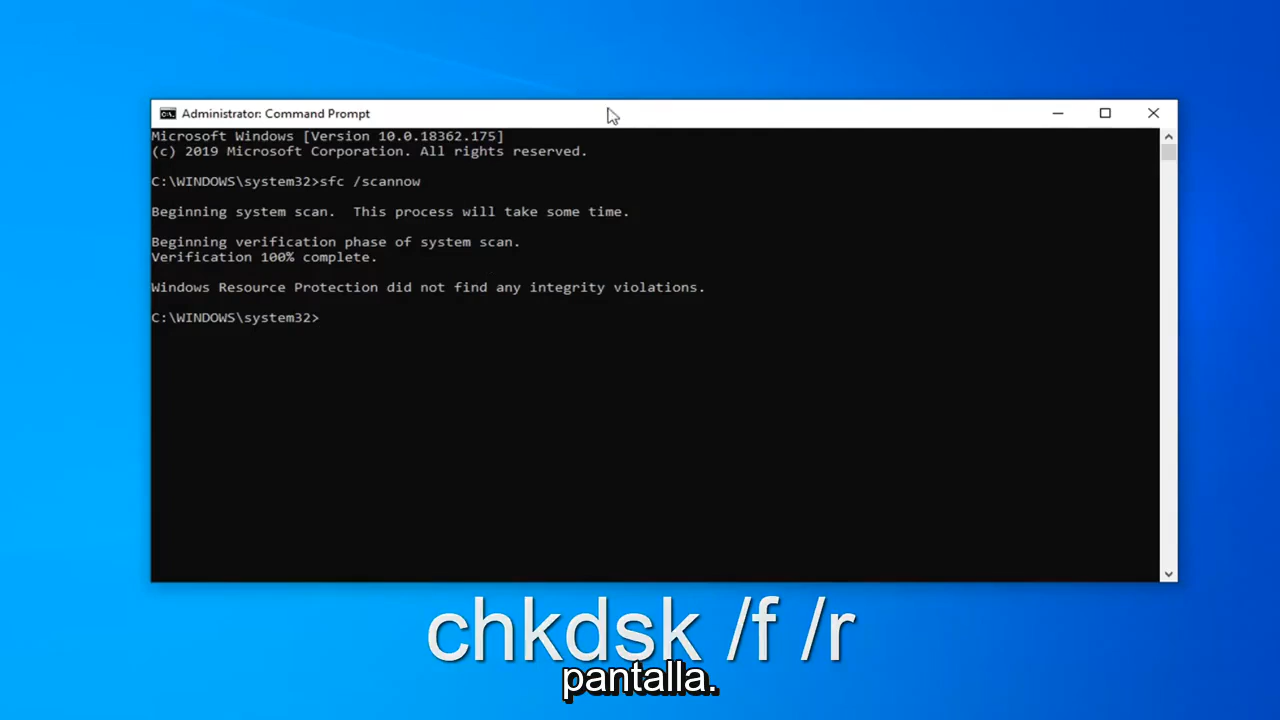 Administrator: Command Prompt
Microsoft Windows [Version 10.0.18362.175]
(c) 2019 Microsoft Corporation. All rights reserved.
C:\WINDOWS\system32>sfc /scannow
Beginning system scan.  This process will take some time.
Beginning verification phase of system scan.
Verification 100% complete.
Windows Resource Protection did not find any integrity violations.
C:\WINDOWS\system32>
chkdsk /f /r
pantalla.